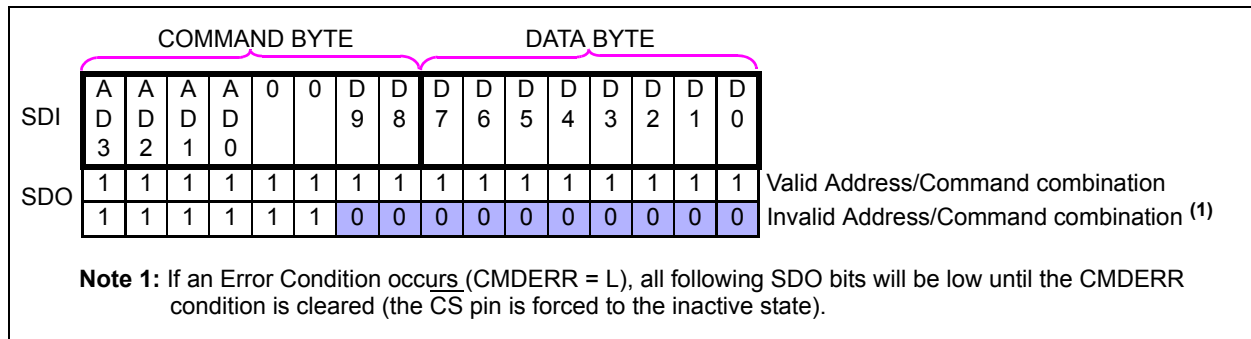 COMMAND BYTE DATA BYTE
SDI
A A A A 0 0 D D D D D D D D D D
D D D D 9 8 7 6 5 4 3 2 1 0
3 2 1 0
SDO
1 1 1 1 1 1 1 1 1 1 1 1 1 1 1 1 Valid Address/Command combination
1 1 1 1 1 1 0 0 0 0 0 0 0 0 0 0 Invalid Address/Command combination (1)
Note 1: If an Error Condition occurs (CMDERR = L), all following SDO bits will be low until the CMDERR
condition is cleared (the CS pin is forced to the inactive state).